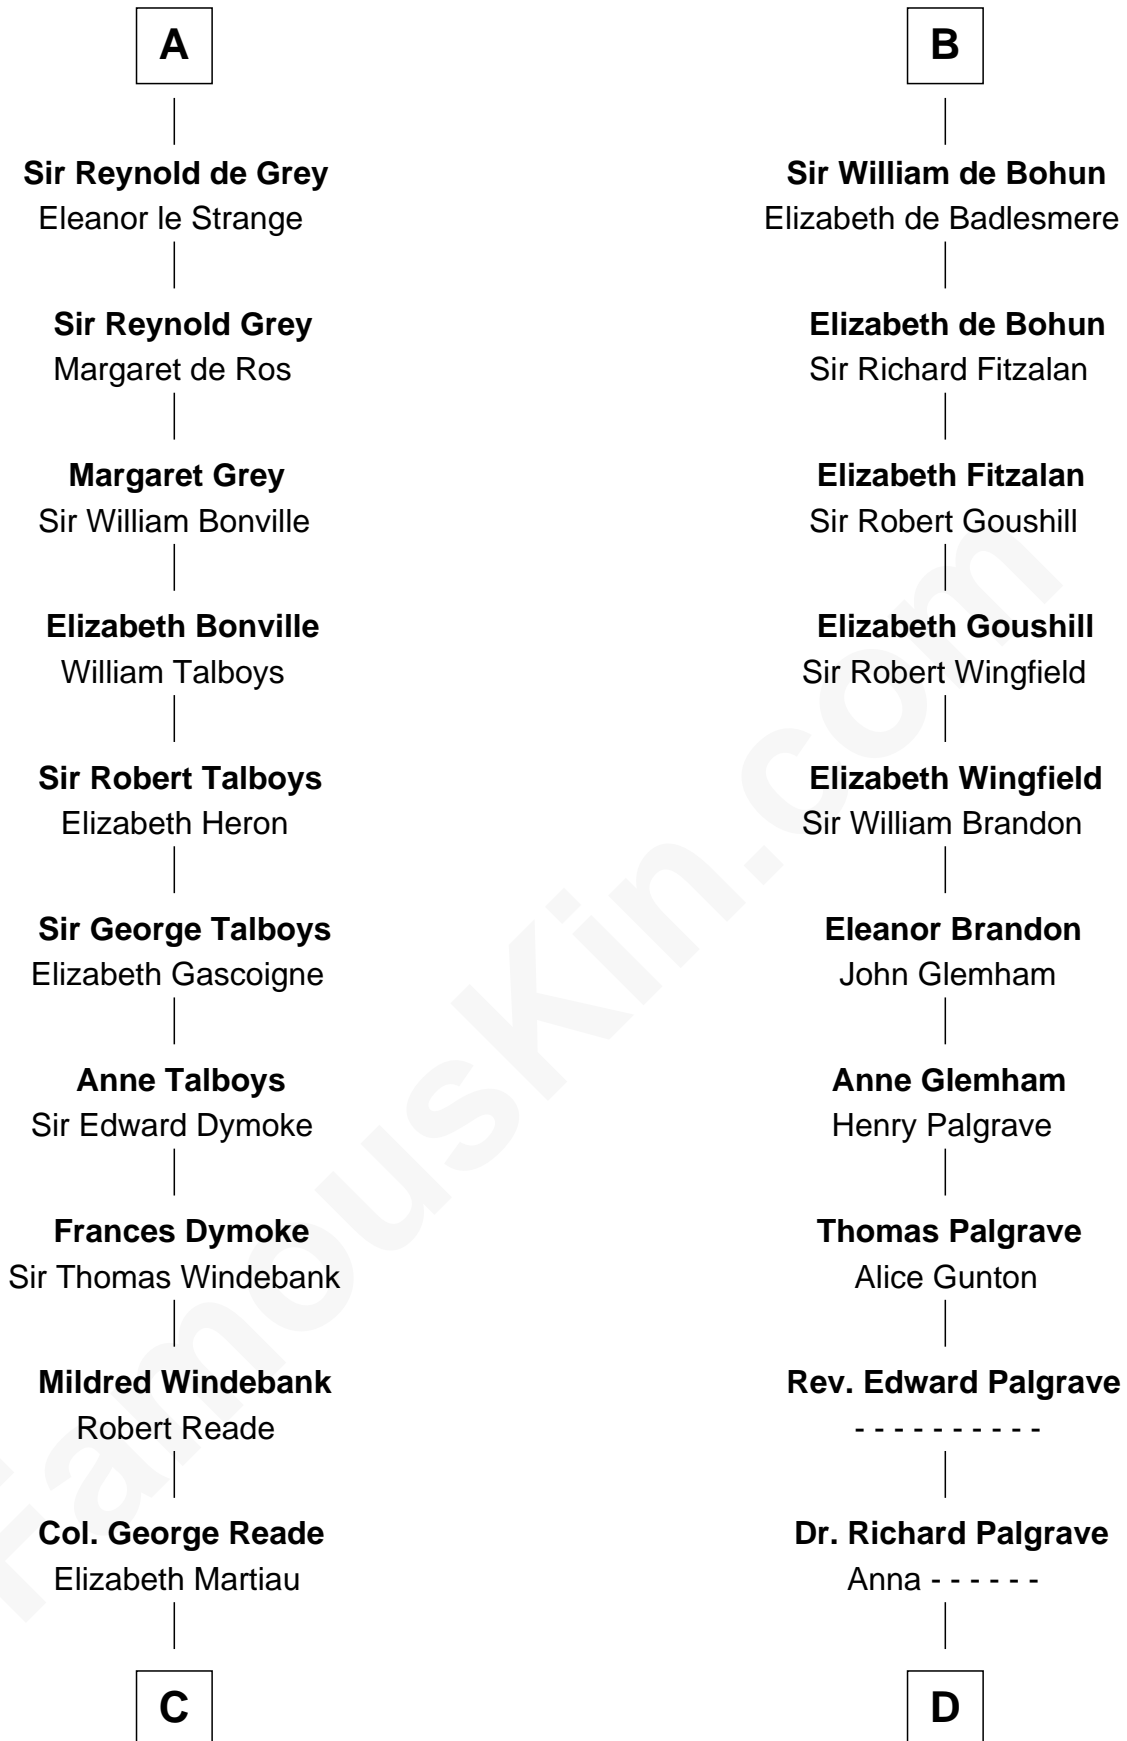 A
Sir Reynold de Grey
Eleanor le Strange
Sir Reynold Grey
Margaret de Ros
Margaret Grey
Sir William Bonville
Elizabeth Bonville
William Talboys
Sir Robert Talboys
Elizabeth Heron
Sir George Talboys
Elizabeth Gascoigne
Anne Talboys
Sir Edward Dymoke
Frances Dymoke
Sir Thomas Windebank
Mildred Windebank
Robert Reade
Col. George Reade
Elizabeth Martiau
C
B
Sir William de Bohun
Elizabeth de Badlesmere
Elizabeth de Bohun
Sir Richard Fitzalan
Elizabeth Fitzalan
Sir Robert Goushill
Elizabeth Goushill
Sir Robert Wingfield
Elizabeth Wingfield
Sir William Brandon
Eleanor Brandon
John Glemham
Anne Glemham
Henry Palgrave
Thomas Palgrave
Alice Gunton
Rev. Edward Palgrave
- - - - - - - - - -
Dr. Richard Palgrave
Anna - - - - - -
D
FamousKin.com